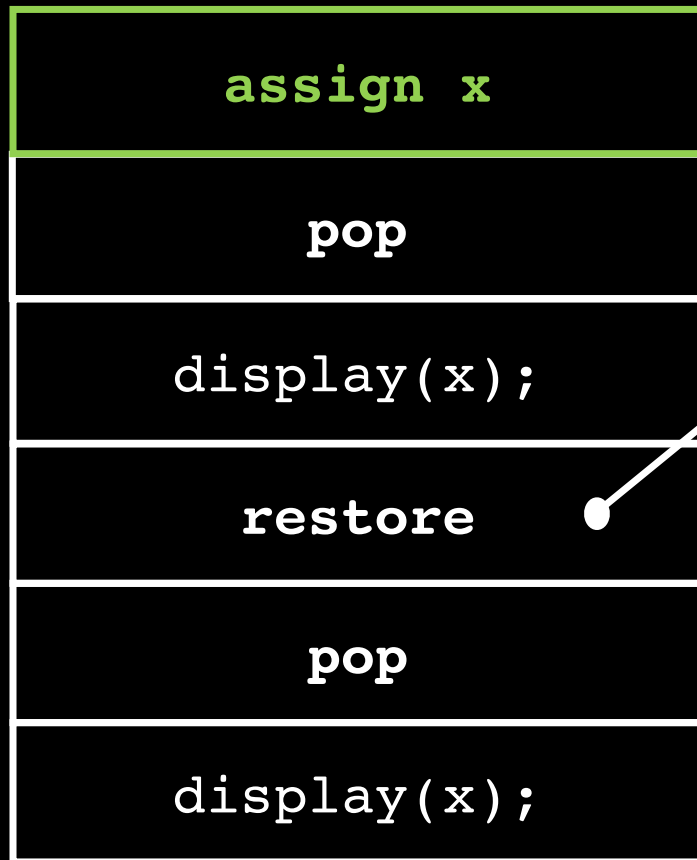 assign x
pop
display(x);
restore
pop
display(x);